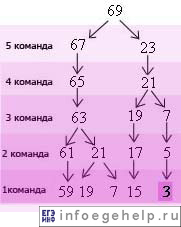 69
5 команда 67 23
4 команда 65 21
3 команда 63 19 7
2 команда 61 21 17 5
1команда 59 19 7 15 3
ЕГЭ
ИНФО infoegehelp.ru